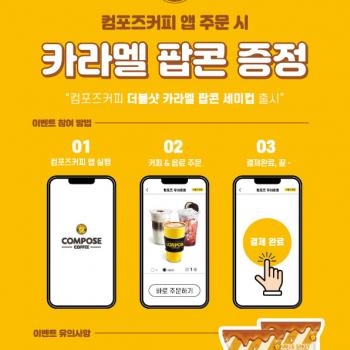 컴포즈커피 앱 주문 시
카라멜 팝콘 증정
"컴포즈커피 더블샷 카라멜 팝콘 세미컵 출시"
이벤트 참여 방법
01
컴포즈커피 앱 실행
02
커피 & 음료 주문
03
결제완료, 끝 ~
COMPOSE
COFFEE
COMPOSE
바로 주문하기
결제 완료
이벤트 유의사항